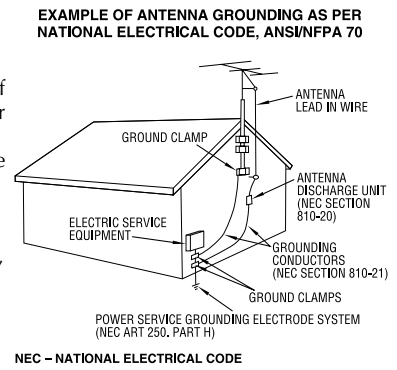 EXAMPLE OF ANTENNA GROUNDING AS PER
NATIONAL ELECTRICAL CODE, ANSI/NFPA 70
f
r
e
,
ANTENNA
LEAD IN WIRE
GROUND CLAMP
ANTENNA
DISCHARGE UNIT
(NEC SECTION
810-20)
ELECTRIC SERVICE
EQUIPMENT
GROUNDING
CONDUCTORS
(NEC SECTION 810-21)
GROUND CLAMPS
POWER SERVICE GROUNDING ELECTRODE SYSTEM
(NEC ART 250. PART H)
NEC – NATIONAL ELECTRICAL CODE